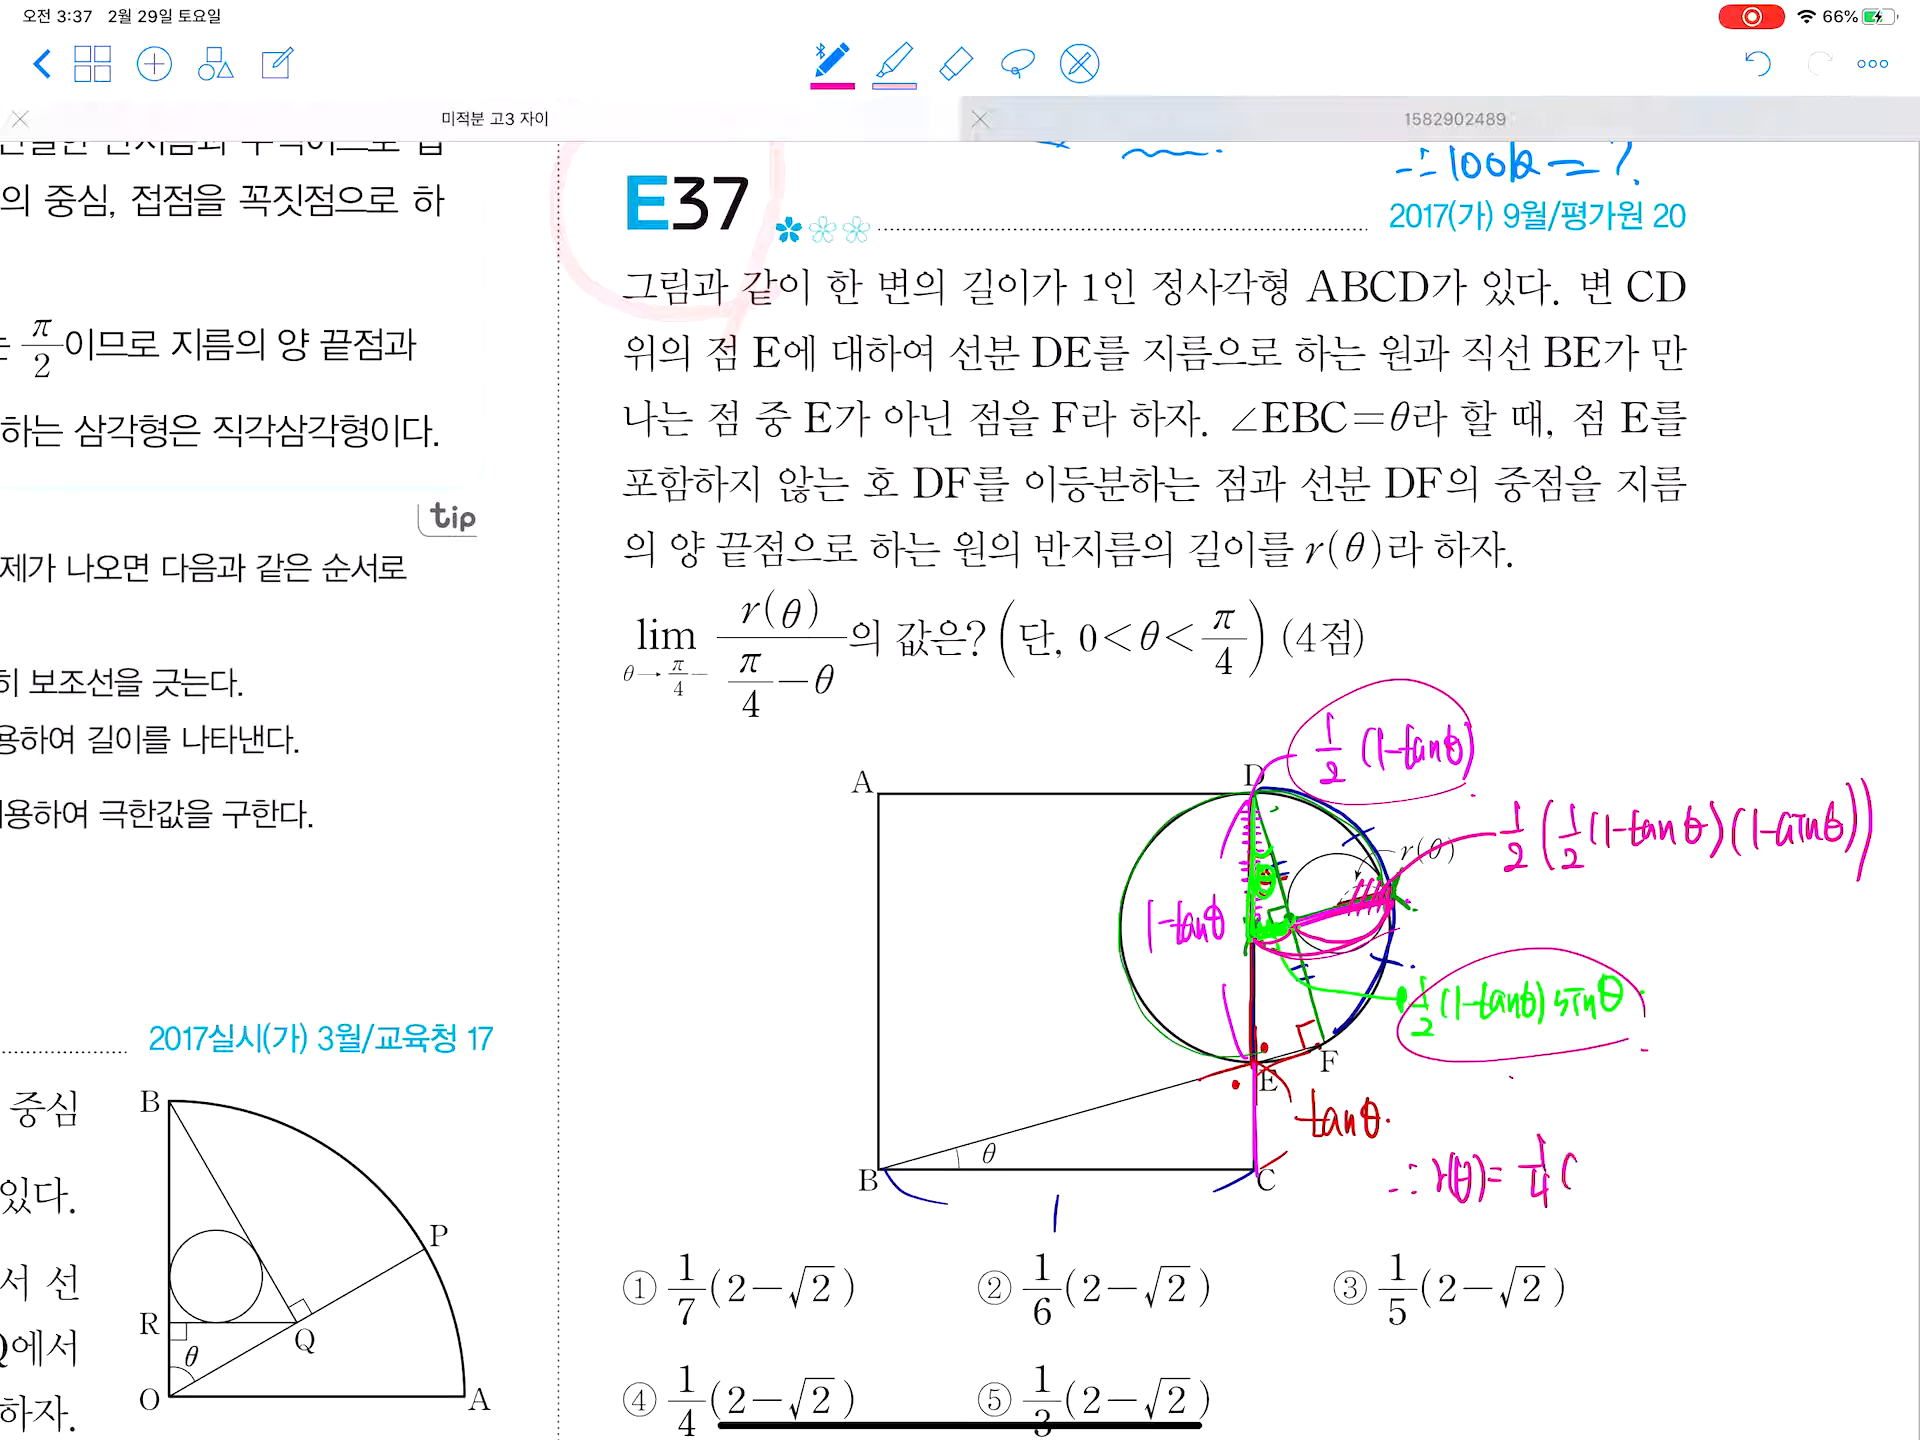 오전 3:37 2월 29일 토요일
66%
미적분 고3 자이
1582902489
의 중심, 접점을 꼭짓점으로 하
는 π/2이므로 지름의 양 끝점과
하는 삼각형은 직각삼각형이다.
tip
제가 나오면 다음과 같은 순서로
히 보조선을 긋는다.
용하여 길이를 나타낸다.
용하여 극한값을 구한다.
2017실시(가) 3월/교육청 17
중심
있다.
서 선
Q에서
하자.
B
P
R
Q
θ
O
A
∴100k=?
E37
2017(가) 9월/평가원 20
그림과 같이 한 변의 길이가 1인 정사각형 ABCD가 있다. 변 CD
위의 점 E에 대하여 선분 DE를 지름으로 하는 원과 직선 BE가 만
나는 점 중 E가 아닌 점을 F라 하자. ∠EBC=θ라 할 때, 점 E를
포함하지 않는 호 DF를 이등분하는 점과 선분 DF의 중점을 지름
의 양 끝점으로 하는 원의 반지름의 길이를 r(θ)라 하자.
lim θ→π/4− r(θ)/(π/4−θ)의 값은? (단, 0<θ<π/4) (4점)
1/2 (1-tanθ)
A
D
1/2 (1/2 (1-tanθ)(1-sinθ))
r(θ)
θ
1-tanθ
1/2 (1-tanθ) sinθ
F
E
tanθ
θ
B
C
1
∴ r(θ)= 1/4 (
① 1/7(2−√2) ② 1/6(2−√2) ③ 1/5(2−√2)
④ 1/4(2−√2) ⑤ 1/3(2−√2)